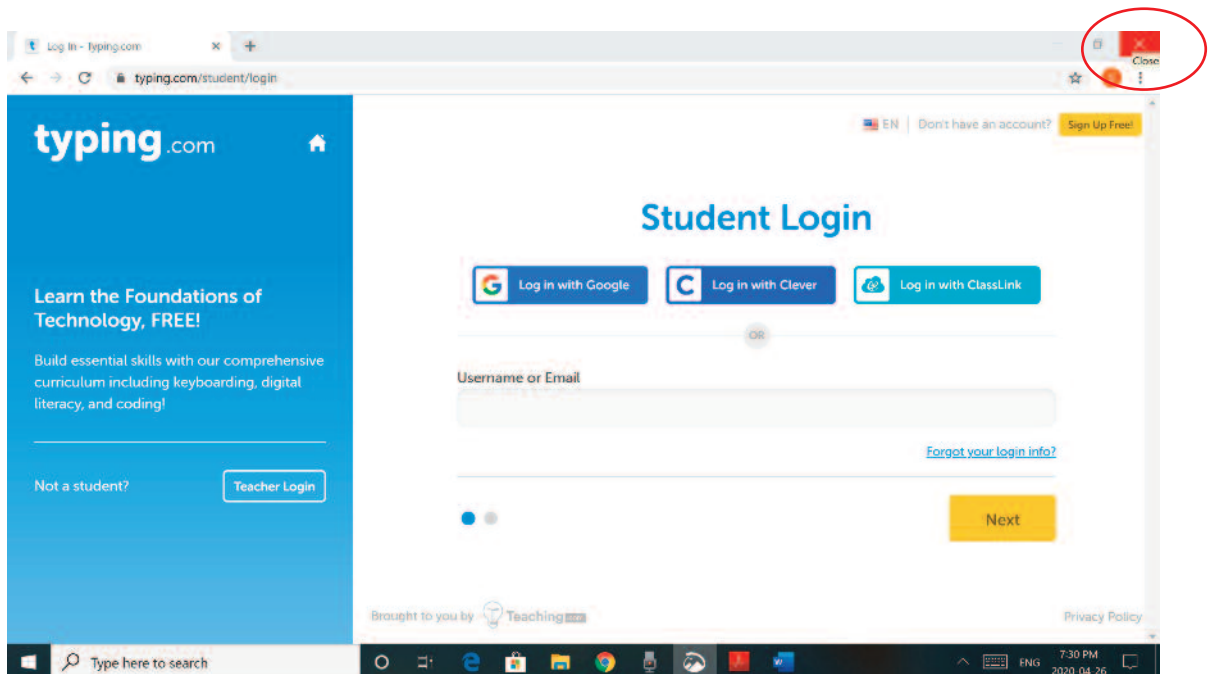 Log In - Typing.com
Close
typing.com/student/login
typing.com
EN | Don't have an account? Sign Up Free!
Student Login
Log in with Google
Log in with Clever
Log in with ClassLink
OR
Learn the Foundations of
Technology, FREE!
Build essential skills with our comprehensive
curriculum including keyboarding, digital
literacy, and coding!
Username or Email
Forgot your login info?
Not a student? Teacher Login
Next
Brought to you by Teaching
Privacy Policy
Type here to search
ENG
7:30 PM
2020-04-26